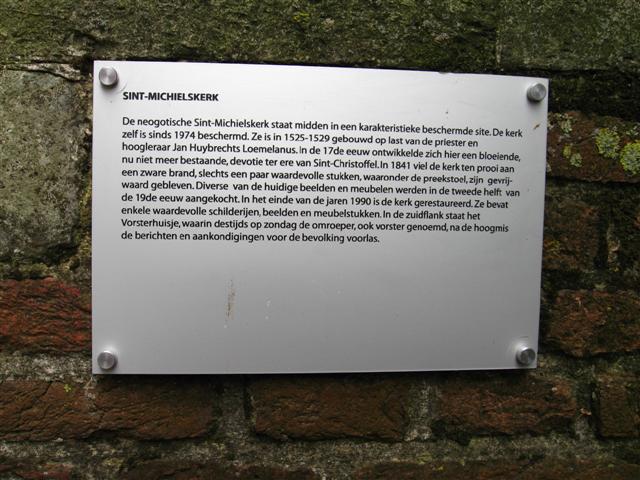 SINT-MICHIELSKERK
De neogotische Sint-Michielskerk staat midden in een karakteristieke beschermde site. De kerk
zelf is sinds 1974 beschermd. Ze is in 1525-1529 gebouwd op last van de priester en
hoogleraar Jan Huybrechts Loemelanus. In de 17de eeuw ontwikkelde zich hier een bloeiende,
nu niet meer bestaande, devotie ter ere van Sint-Christoffel. In 1841 viel de kerk ten prooi aan
een zware brand, slechts een paar waardevolle stukken, waaronder de preekstoel, zijn gevrij-
waard gebleven. Diverse van de huidige beelden en meubelen werden in de tweede helft van
de 19de eeuw aangekocht. In het einde van de jaren 1990 is de kerk gerestaureerd. Ze bevat
enkele waardevolle schilderijen, beelden en meubelstukken. In de zuidflank staat het
Vorsterhuisje, waarin destijds op zondag de omroeper, ook vorster genoemd, na de hoogmis
de berichten en aankondigingen voor de bevolking voorlas.